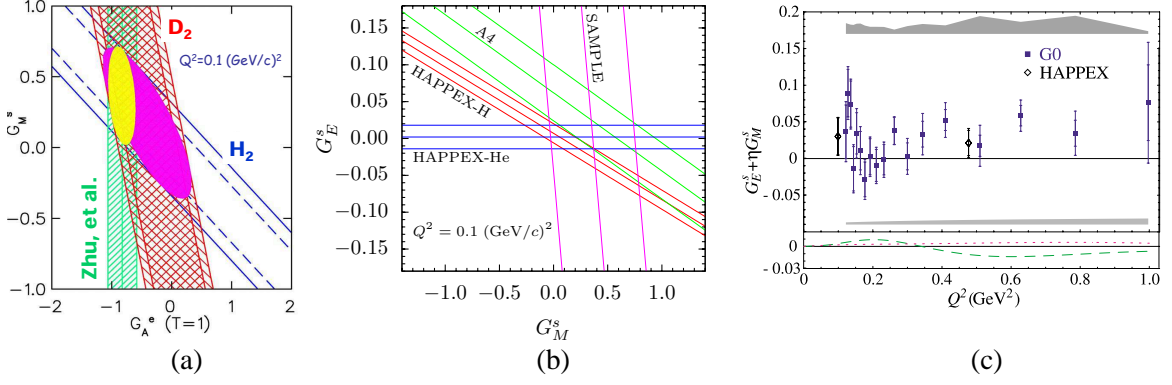 1.0
0.5
0.0
−0.5
−1.0
G_M^s
−2
−1
0
1
2
G_A^e (T=1)
D₂
Q²=0.1 (GeV/c)²
H₂
Zhu, et al.
(a)
0.15
0.10
0.05
0.00
−0.05
−0.10
−0.15
G_E^s
−1.0
−0.5
0.0
0.5
1.0
G_M^s
A4
SAMPLE
HAPPEX-H
HAPPEX-He
Q² = 0.1 (GeV/c)²
(b)
0.2
0.15
0.1
0.05
0
- 0.05
0
- 0.03
G_E^s+ηG_M^s
G0
HAPPEX
0
0.2
0.4
0.6
0.8
1.0
Q²(GeV²)
(c)